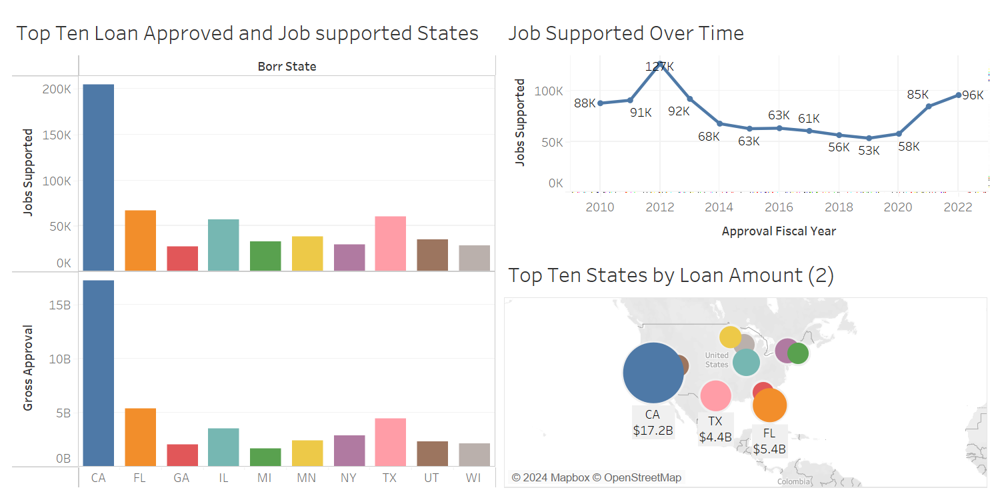 Top Ten Loan Approved and Job supported States
Borr State
Jobs Supported
200K
150K
100K
50K
0K
Gross Approval
15B
10B
5B
0B
CA FL GA IL MI MN NY TX UT WI
Job Supported Over Time
Jobs Supported
100K
50K
0K
88K 91K 127K 92K 68K 63K 63K 61K 56K 53K 58K 85K 96K
2010 2012 2014 2016 2018 2020 2022
Approval Fiscal Year
Top Ten States by Loan Amount (2)
United
States
CA
$17.2B
TX
$4.4B
FL
$5.4B
Colombia
© 2024 Mapbox © OpenStreetMap